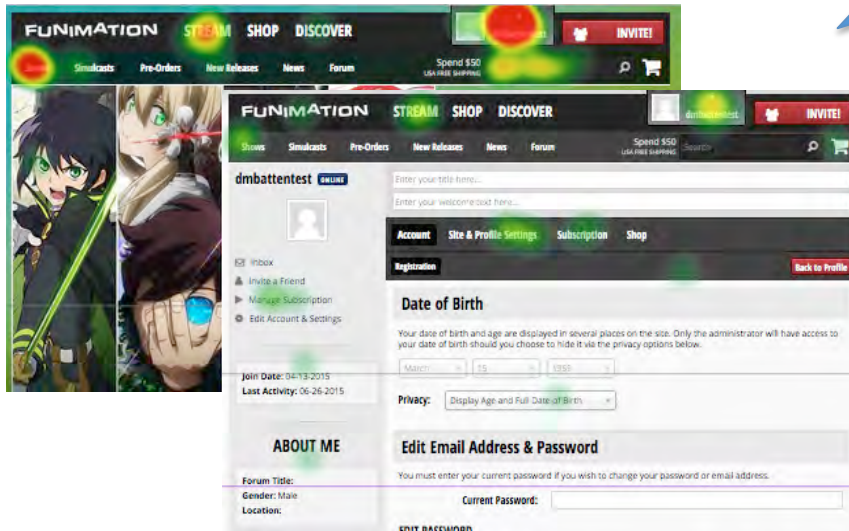 FUNIMATION STREAM SHOP DISCOVER INVITE!
Shows Simulcasts Pre-Orders New Releases News Forum Spend $50
USA FREE SHIPPING
FUNIMATION STREAM SHOP DISCOVER dmbattentest INVITE!
Shows Simulcasts Pre-Orders New Releases News Forum Spend $50 Search
USA FREE SHIPPING
dmbattentest ONLINE
Enter your title here...
Enter your welcome text here...
Account Site & Profile Settings Subscription Shop
Registration Back to Profile
Inbox
Invite a Friend
Manage Subscription
Edit Account & Settings
Date of Birth
Your date of birth and age are displayed in several places on the site. Only the administrator will have access to
your date of birth should you choose to hide it via the privacy options below.
March 15
Join Date: 04-13-2015
Last Activity: 06-26-2015
Privacy: Display Age and Full Date of Birth
ABOUT ME
Edit Email Address & Password
You must enter your current password if you wish to change your password or email address.
Forum Title:
Gender: Male
Location:
Current Password:
EDIT PASSWORD